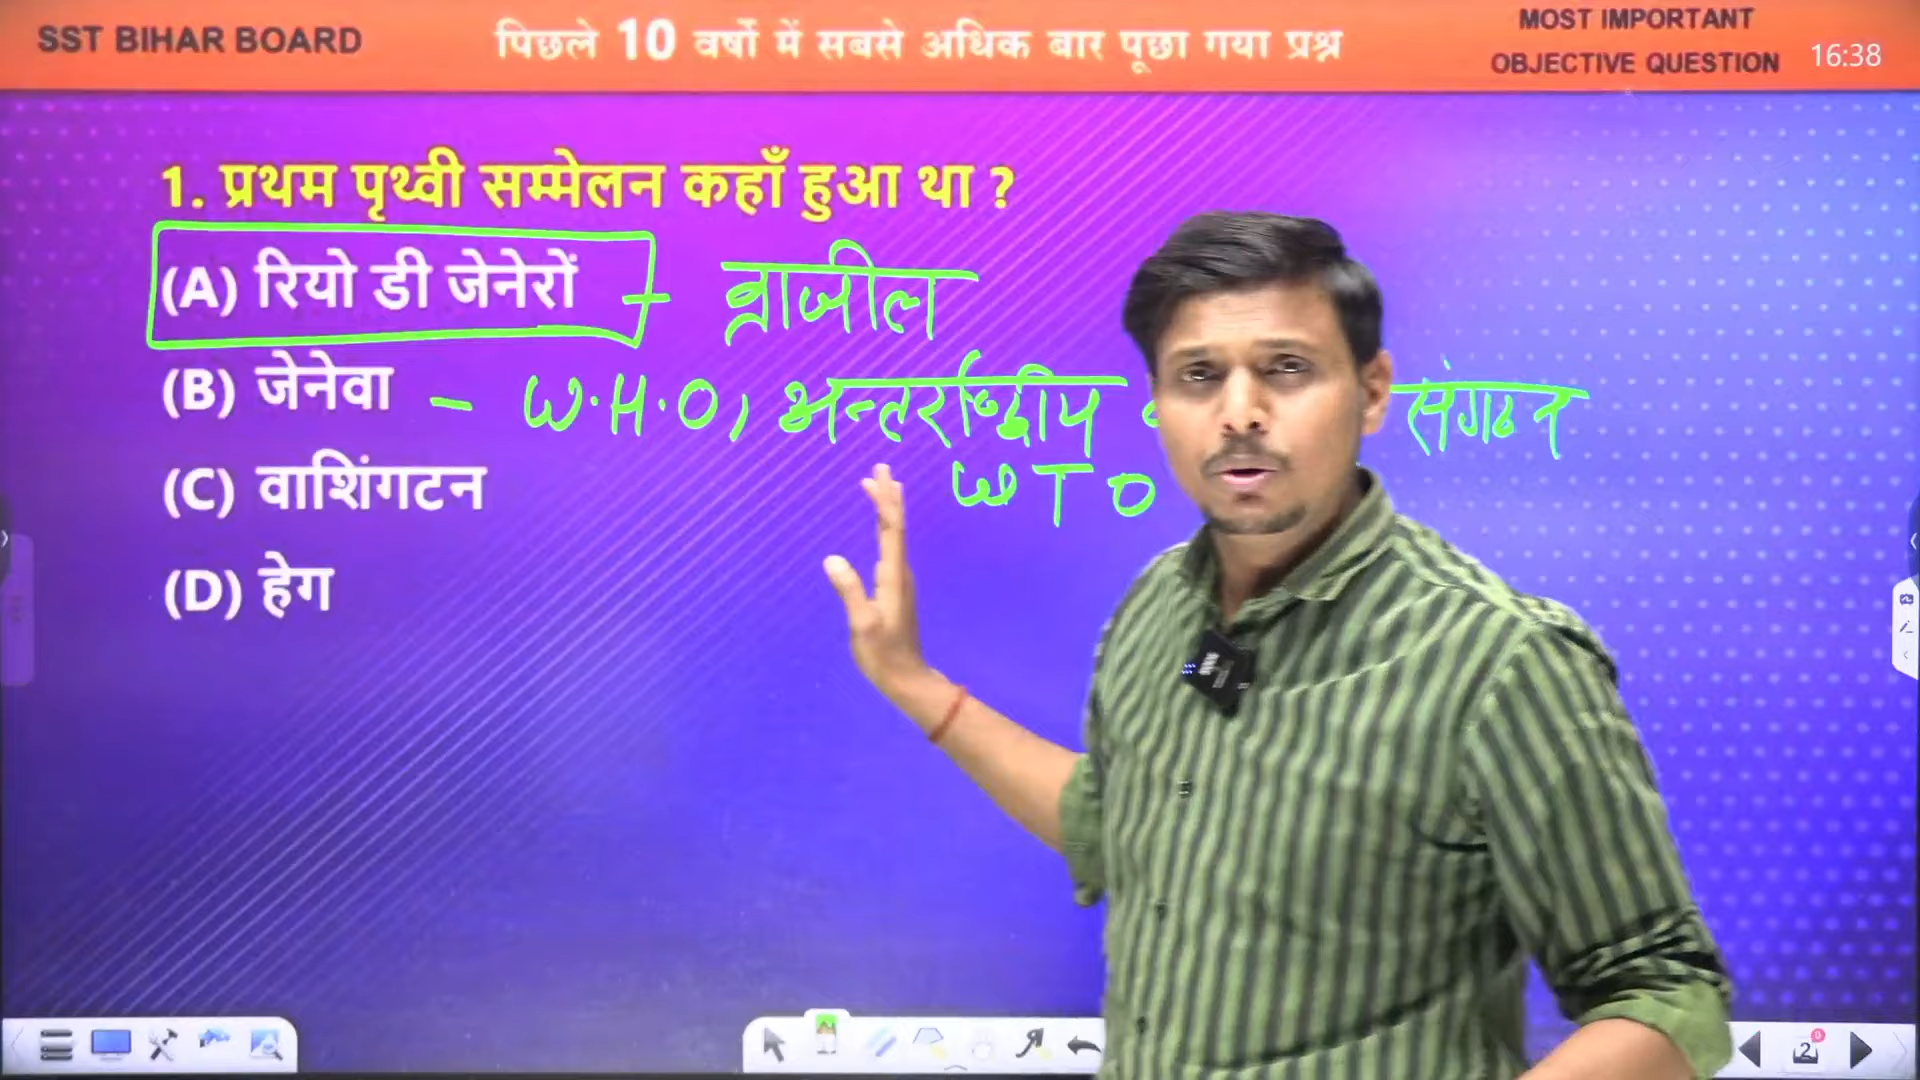 SST BIHAR BOARD
पिछले 10 वर्षो में सबसे अधिक बार पूछा गया प्रश्न
MOST IMPORTANT
OBJECTIVE QUESTION
16:38
1. प्रथम पृथ्वी सम्मेलन कहाँ हुआ था ?
(A) रियो डी जेनेरों - ब्राजील
(B) जेनेवा - W.H.O, अन्तर्राष्ट्रीय संगठन
WTO
(C) वाशिंगटन
(D) हेग
2